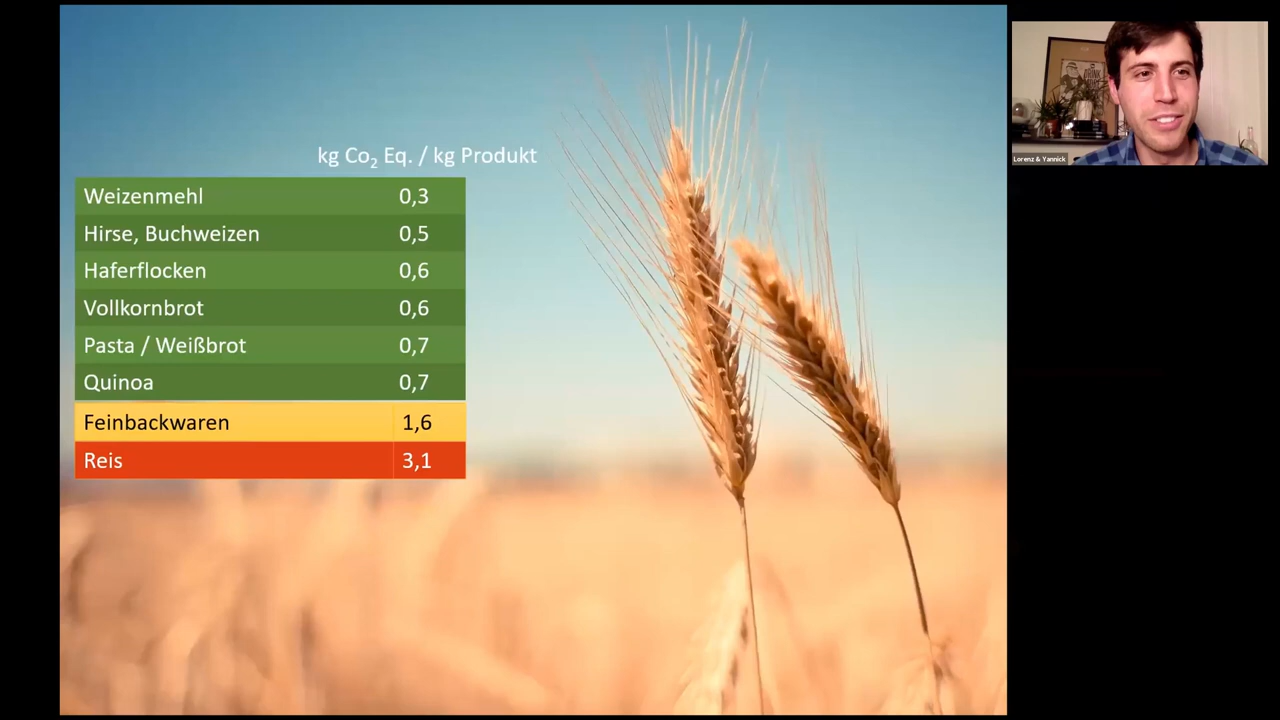 kg Co₂ Eq. / kg Produkt
Weizenmehl 0,3
Hirse, Buchweizen 0,5
Haferflocken 0,6
Vollkornbrot 0,6
Pasta / Weißbrot 0,7
Quinoa 0,7
Feinbackwaren 1,6
Reis 3,1
DRINK
Lorenz & Yannick